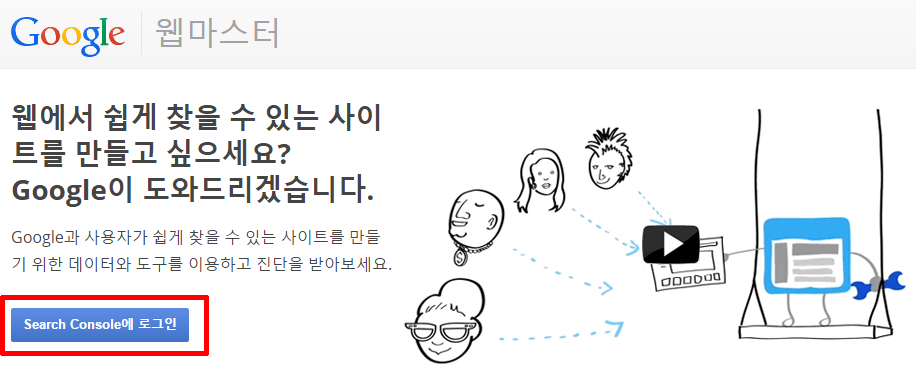 Google 웹마스터
웹에서 쉽게 찾을 수 있는 사이
트를 만들고 싶으세요?
Google이 도와드리겠습니다.
Google과 사용자가 쉽게 찾을 수 있는 사이트를 만들
기 위한 데이터와 도구를 이용하고 진단을 받아보세요.
Search Console에 로그인